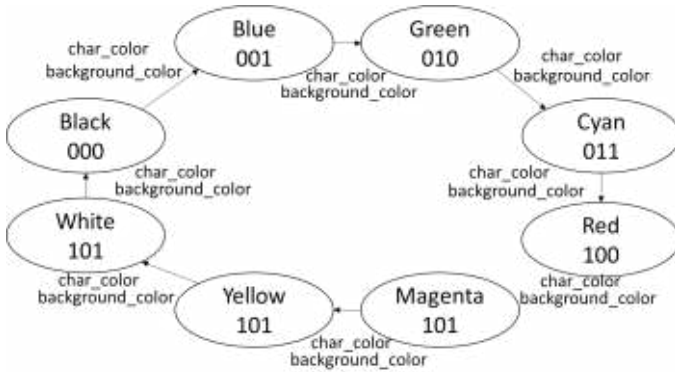 Blue
001
Green
010
char_color
background_color
char_color
background_color
char_color
background_color
Black
000
Cyan
011
char_color
background_color
char_color
background_color
White
101
Red
100
char_color
background_color
char_color
background_color
Yellow
101
Magenta
101
char_color
background_color